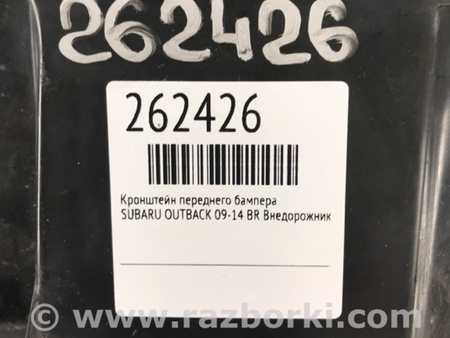 262426
262426
Кронштейн переднего бампера
SUBARU OUTBACK 09-14 BR Внедорожник
© www.razborki.com